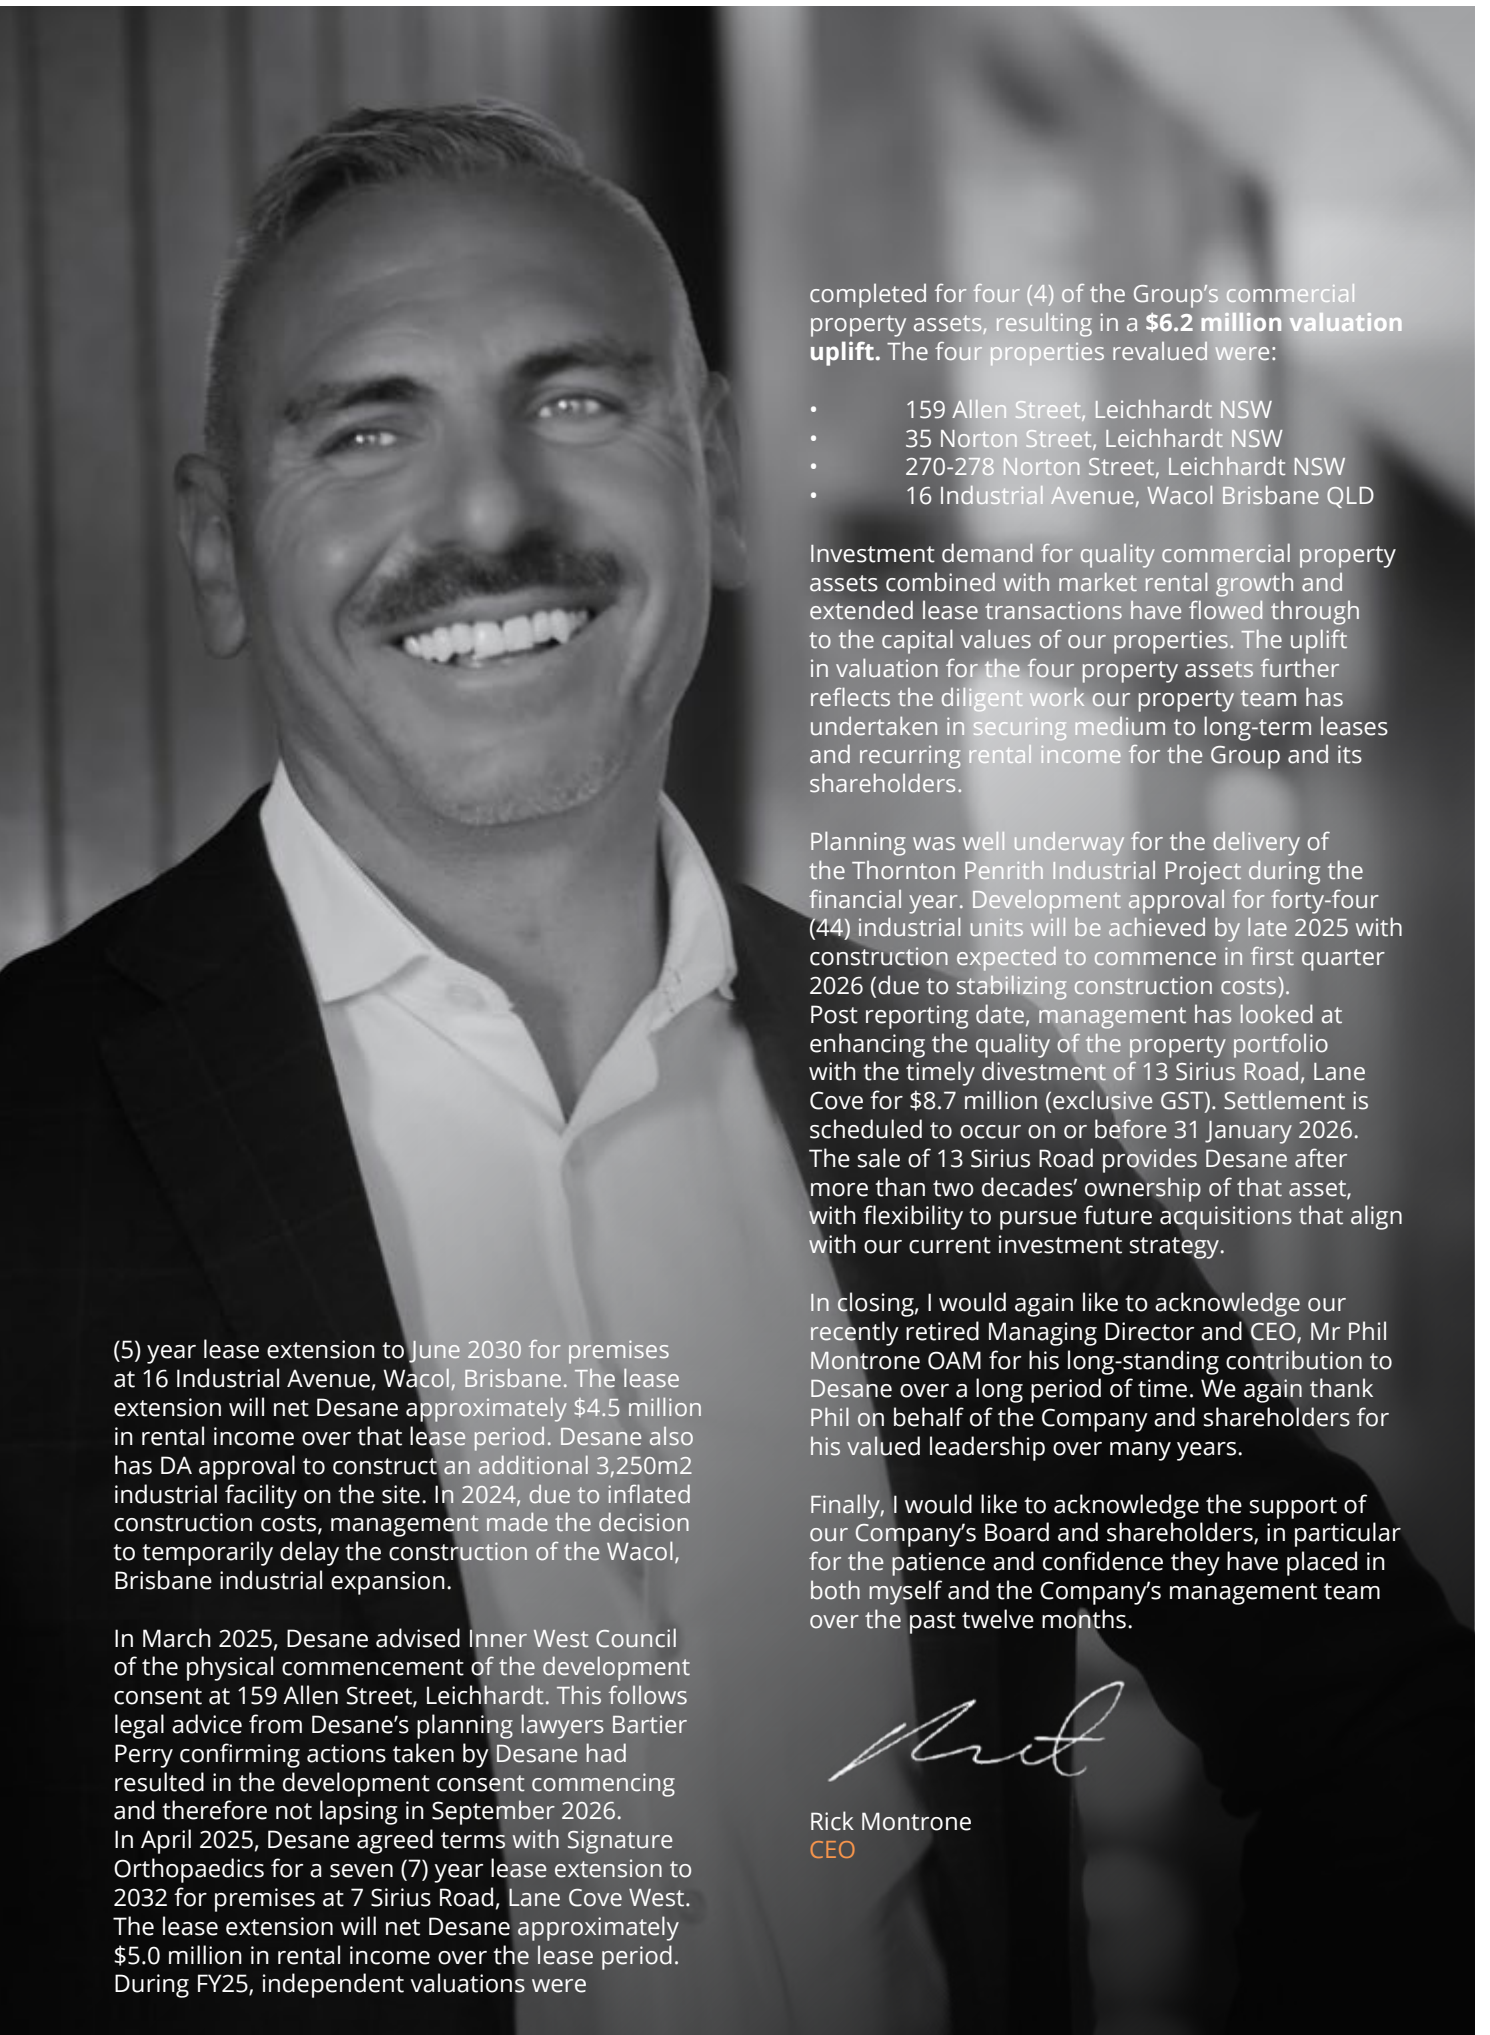 (5) year lease extension to June 2030 for premises
at 16 Industrial Avenue, Wacol, Brisbane. The lease
extension will net Desane approximately $4.5 million
in rental income over that lease period. Desane also
has DA approval to construct an additional 3,250m2
industrial facility on the site. In 2024, due to inflated
construction costs, management made the decision
to temporarily delay the construction of the Wacol,
Brisbane industrial expansion.
In March 2025, Desane advised Inner West Council
of the physical commencement of the development
consent at 159 Allen Street, Leichhardt. This follows
legal advice from Desane’s planning lawyers Bartier
Perry confirming actions taken by Desane had
resulted in the development consent commencing
and therefore not lapsing in September 2026.
In April 2025, Desane agreed terms with Signature
Orthopaedics for a seven (7) year lease extension to
2032 for premises at 7 Sirius Road, Lane Cove West.
The lease extension will net Desane approximately
$5.0 million in rental income over the lease period.
During FY25, independent valuations were
completed for four (4) of the Group’s commercial
property assets, resulting in a $6.2 million valuation
uplift. The four properties revalued were:
• 159 Allen Street, Leichhardt NSW
• 35 Norton Street, Leichhardt NSW
• 270-278 Norton Street, Leichhardt NSW
• 16 Industrial Avenue, Wacol Brisbane QLD
Investment demand for quality commercial property
assets combined with market rental growth and
extended lease transactions have flowed through
to the capital values of our properties. The uplift
in valuation for the four property assets further
reflects the diligent work our property team has
undertaken in securing medium to long-term leases
and recurring rental income for the Group and its
shareholders.
Planning was well underway for the delivery of
the Thornton Penrith Industrial Project during the
financial year. Development approval for forty-four
(44) industrial units will be achieved by late 2025 with
construction expected to commence in first quarter
2026 (due to stabilizing construction costs).
Post reporting date, management has looked at
enhancing the quality of the property portfolio
with the timely divestment of 13 Sirius Road, Lane
Cove for $8.7 million (exclusive GST). Settlement is
scheduled to occur on or before 31 January 2026.
The sale of 13 Sirius Road provides Desane after
more than two decades’ ownership of that asset,
with flexibility to pursue future acquisitions that align
with our current investment strategy.
In closing, I would again like to acknowledge our
recently retired Managing Director and CEO, Mr Phil
Montrone OAM for his long-standing contribution to
Desane over a long period of time. We again thank
Phil on behalf of the Company and shareholders for
his valued leadership over many years.
Finally, I would like to acknowledge the support of
our Company’s Board and shareholders, in particular
for the patience and confidence they have placed in
both myself and the Company’s management team
over the past twelve months.
Rick Montrone
CEO